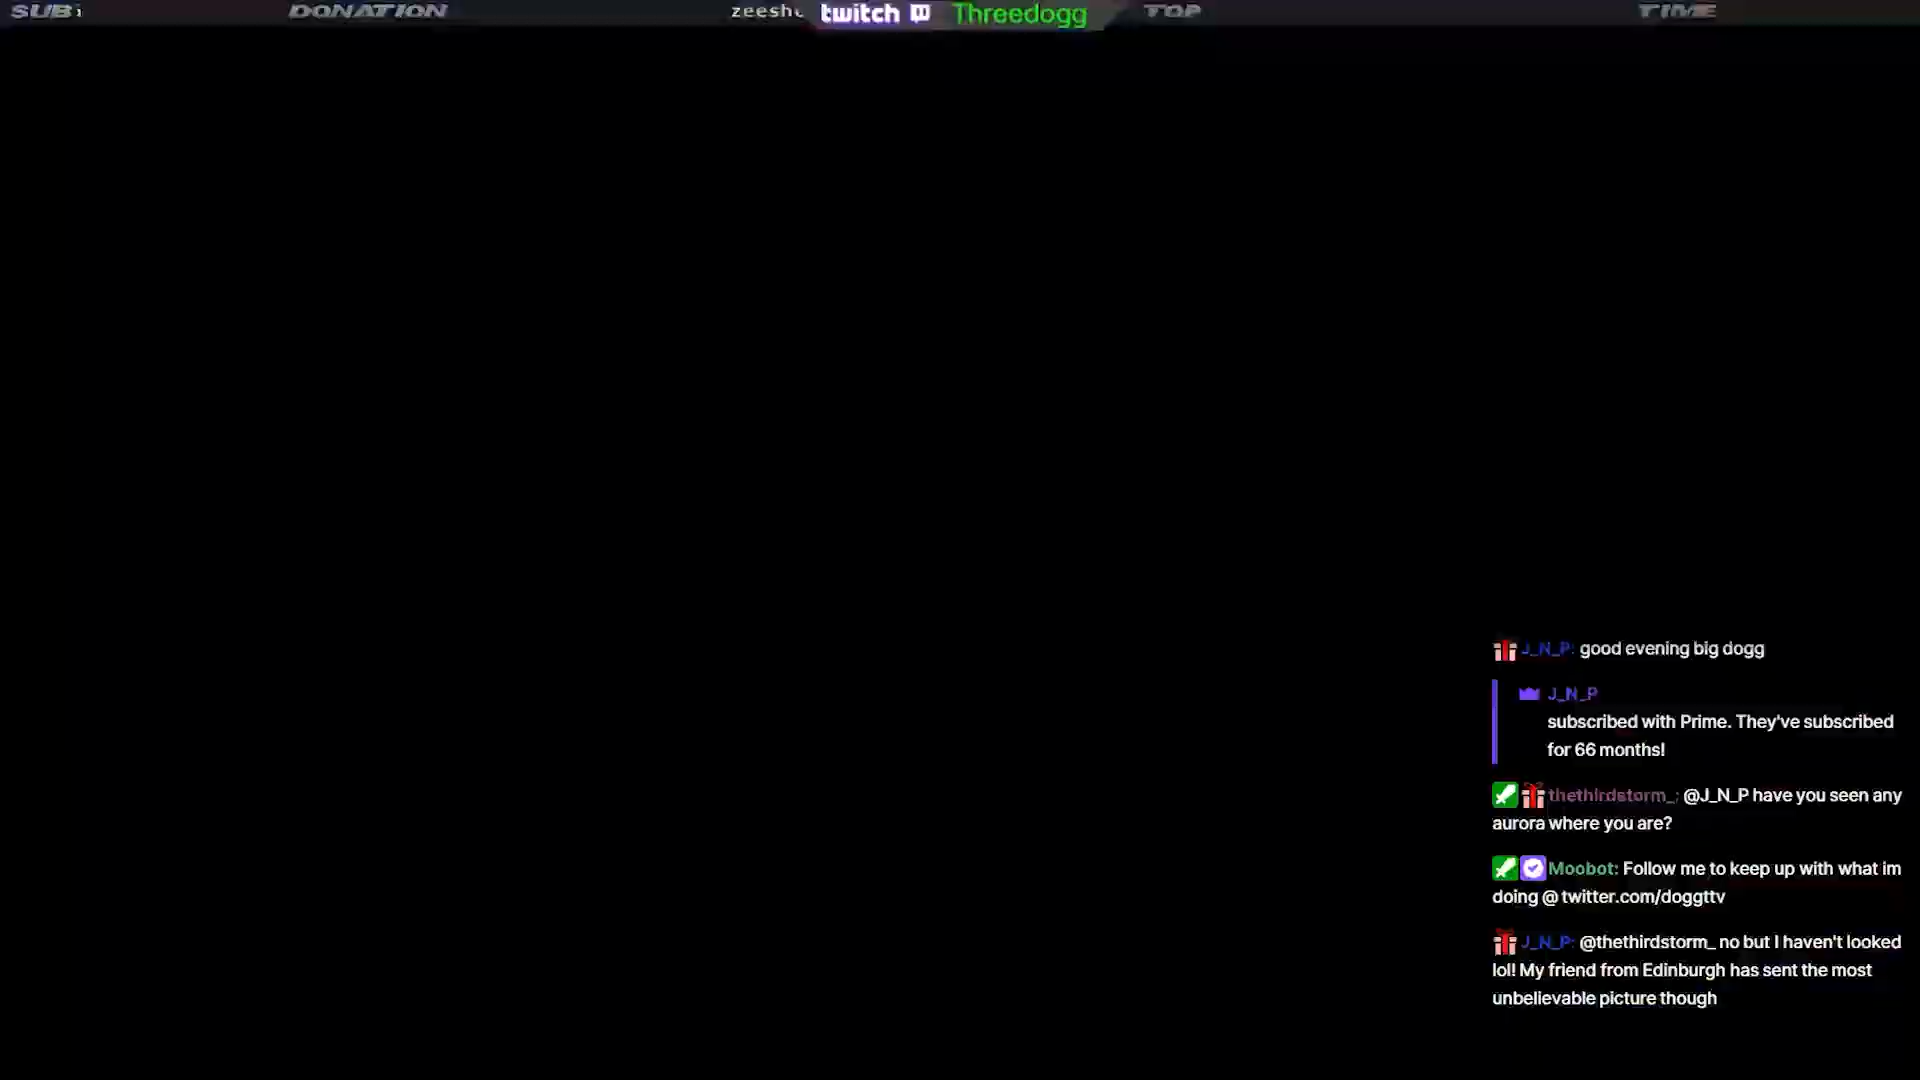 SUB
DONATION
twitch
Threedogg
TOP
TIME
J_N_P: good evening big dogg
J_N_P
subscribed with Prime. They've subscribed
for 66 months!
thethirdstorm_: @J_N_P have you seen any
aurora where you are?
Moobot: Follow me to keep up with what im
doing @ twitter.com/doggttv
J_N_P: @thethirdstorm_ no but I haven't looked
lol! My friend from Edinburgh has sent the most
unbelievable picture though